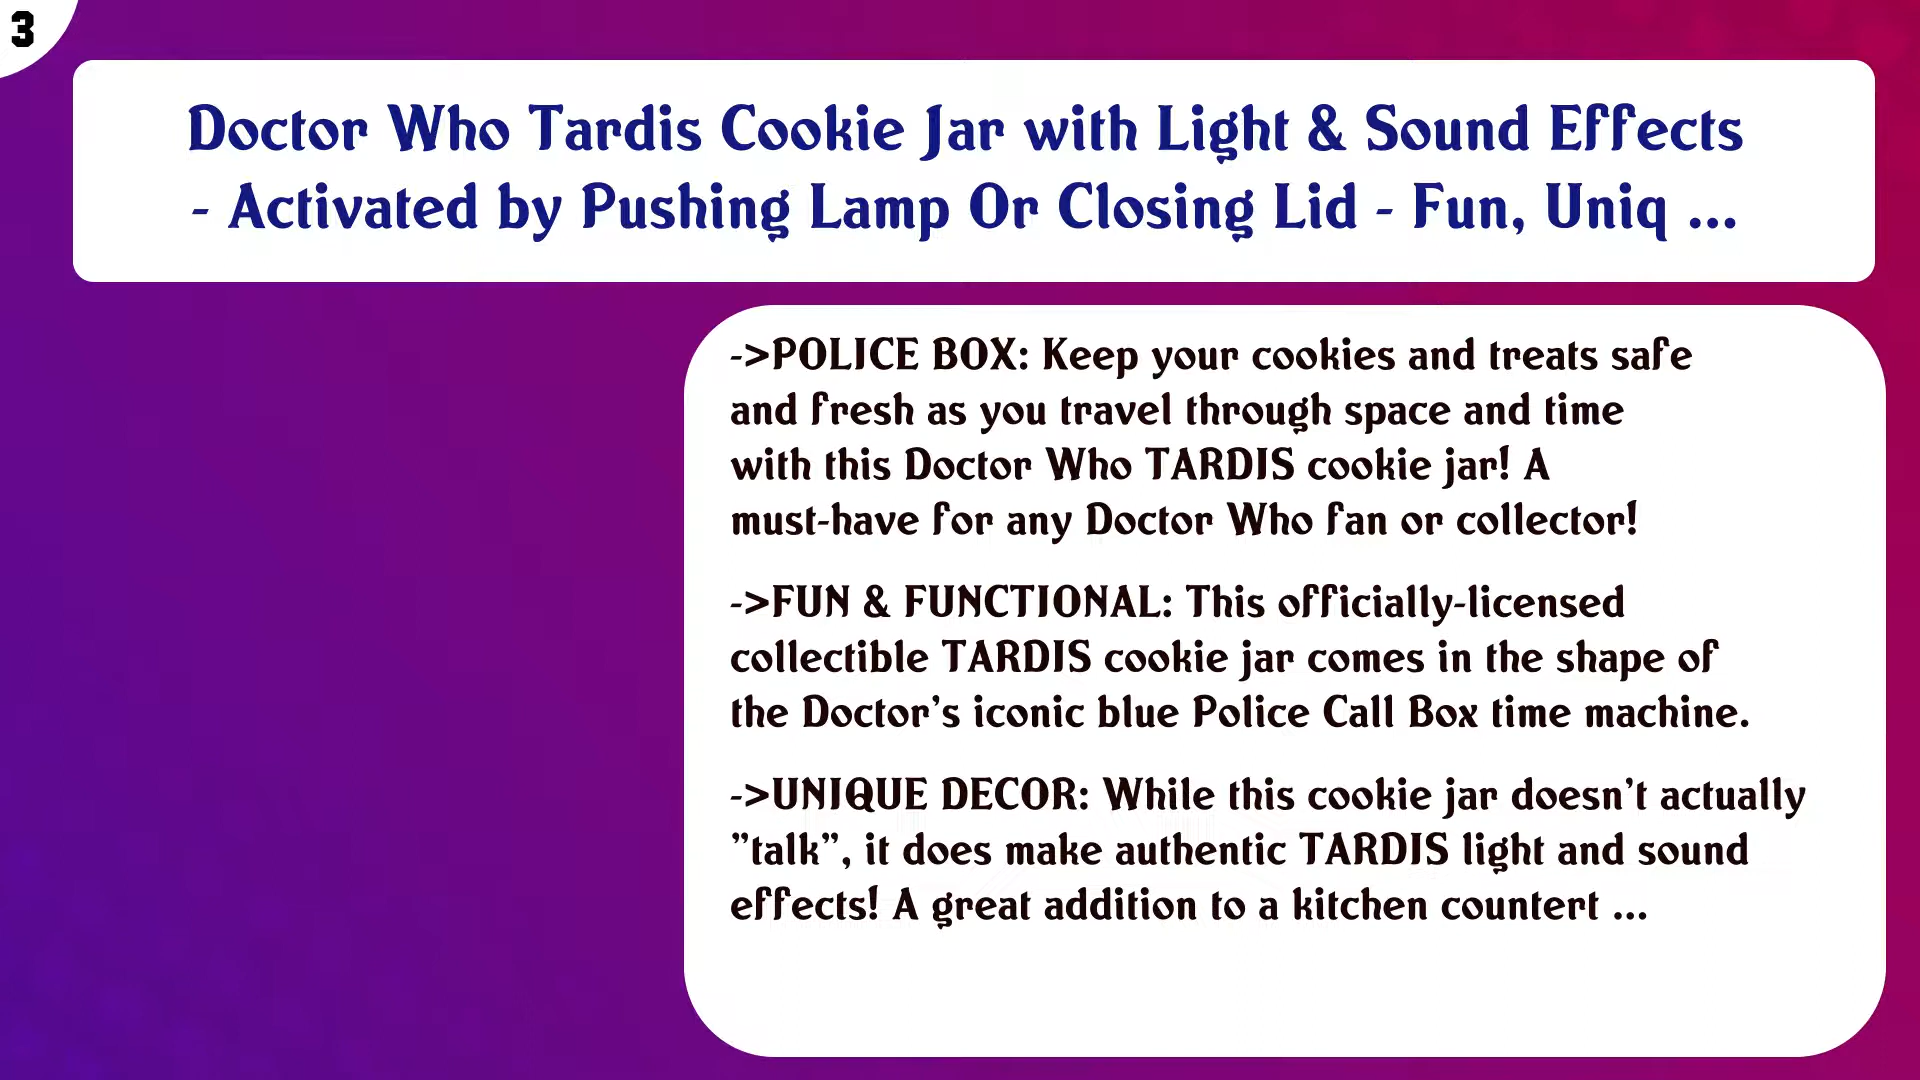 3
Doctor Who Tardis Cookie Jar with Light & Sound Effects
- Activated by Pushing Lamp Or Closing Lid - Fun, Uniq ...
->POLICE BOX: Keep your cookies and treats safe
and fresh as you travel through space and time
with this Doctor Who TARDIS cookie jar! A
must-have for any Doctor Who fan or collector!
->FUN & FUNCTIONAL: This officially-licensed
collectible TARDIS cookie jar comes in the shape of
the Doctor’s iconic blue Police Call Box time machine.
->UNIQUE DECOR: While this cookie jar doesn’t actually
”talk”, it does make authentic TARDIS light and sound
effects! A great addition to a kitchen countert ...